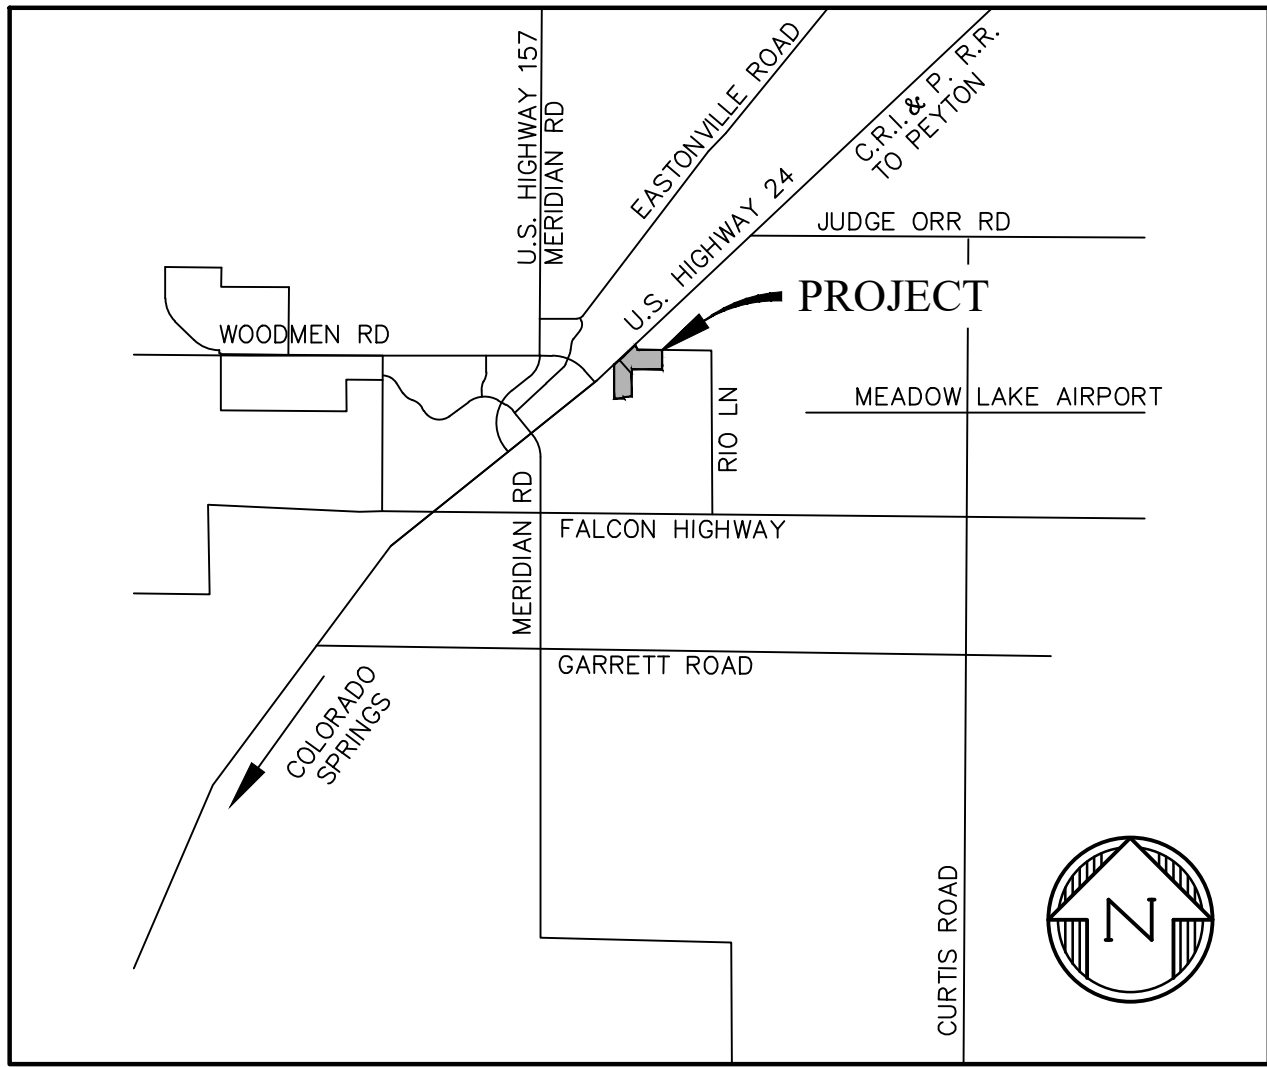 U.S. HIGHWAY 157
MERIDIAN RD
EASTONVILLE ROAD
C.R.I. & P. R.R.
TO PEYTON
U.S. HIGHWAY 24
JUDGE ORR RD
PROJECT
WOODMEN RD
MEADOW LAKE AIRPORT
RIO LN
MERIDIAN RD
FALCON HIGHWAY
GARRETT ROAD
COLORADO
SPRINGS
CURTIS ROAD
N